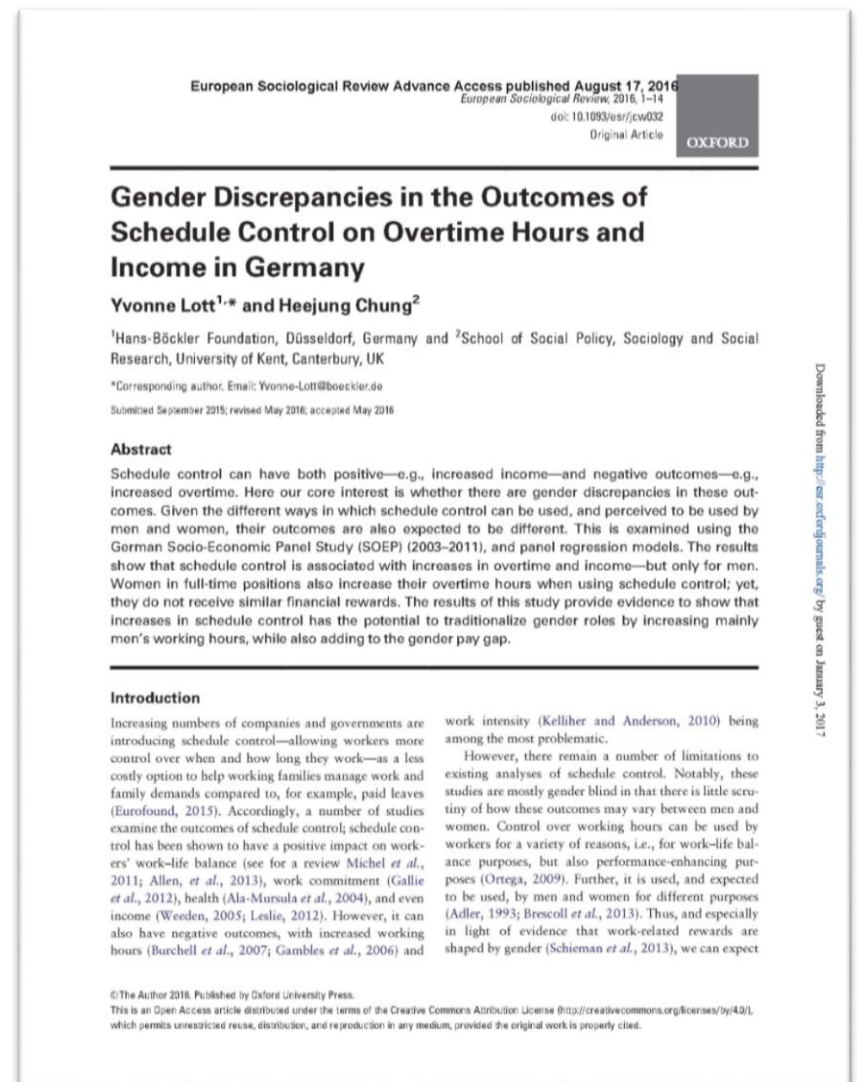 European Sociological Review Advance Access published August 17, 2016
European Sociological Review, 2016, 1–14
doi: 10.1093/esr/jcw032
Original Article
OXFORD
Gender Discrepancies in the Outcomes of
Schedule Control on Overtime Hours and
Income in Germany
Yvonne Lott1,* and Heejung Chung2
1Hans-Böckler Foundation, Düsseldorf, Germany and 2School of Social Policy, Sociology and Social
Research, University of Kent, Canterbury, UK
*Corresponding author. Email: Yvonne-Lott@boeckler.de
Submitted September 2015; revised May 2016; accepted May 2016
Abstract
Schedule control can have both positive—e.g., increased income—and negative outcomes—e.g.,
increased overtime. Here our core interest is whether there are gender discrepancies in these out-
comes. Given the different ways in which schedule control can be used, and perceived to be used by
men and women, their outcomes are also expected to be different. This is examined using the
German Socio-Economic Panel Study (SOEP) (2003–2011), and panel regression models. The results
show that schedule control is associated with increases in overtime and income—but only for men.
Women in full-time positions also increase their overtime hours when using schedule control; yet,
they do not receive similar financial rewards. The results of this study provide evidence to show that
increases in schedule control has the potential to traditionalize gender roles by increasing mainly
men's working hours, while also adding to the gender pay gap.
Introduction
Increasing numbers of companies and governments are
introducing schedule control—allowing workers more
control over when and how long they work—as a less
costly option to help working families manage work and
family demands compared to, for example, paid leaves
(Eurofound, 2015). Accordingly, a number of studies
examine the outcomes of schedule control; schedule con-
trol has been shown to have a positive impact on work-
ers' work–life balance (see for a review Michel et al.,
2011; Allen, et al., 2013), work commitment (Gallie
et al., 2012), health (Ala-Mursula et al., 2004), and even
income (Weeden, 2005; Leslie, 2012). However, it can
also have negative outcomes, with increased working
hours (Burchell et al., 2007; Gambles et al., 2006) and
work intensity (Kelliher and Anderson, 2010) being
among the most problematic.
However, there remain a number of limitations to
existing analyses of schedule control. Notably, these
studies are mostly gender blind in that there is little scru-
tiny of how these outcomes may vary between men and
women. Control over working hours can be used by
workers for a variety of reasons, i.e., for work–life bal-
ance purposes, but also performance-enhancing pur-
poses (Ortega, 2009). Further, it is used, and expected
to be used, by men and women for different purposes
(Adler, 1993; Brescoll et al., 2013). Thus, and especially
in light of evidence that work-related rewards are
shaped by gender (Schieman et al., 2013), we can expect
©The Author 2016. Published by Oxford University Press.
This is an Open Access article distributed under the terms of the Creative Commons Attribution License (http://creativecommons.org/licenses/by/4.0/),
which permits unrestricted reuse, distribution, and reproduction in any medium, provided the original work is properly cited.
Downloaded from http://esr.oxfordjournals.org/ by guest on January 3, 2017